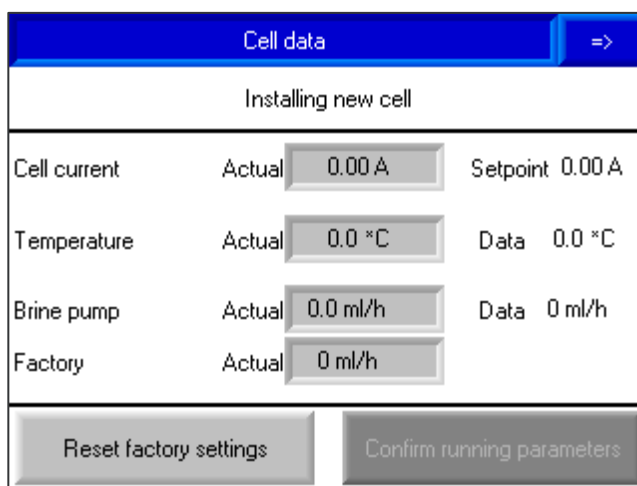 Cell data =>
Installing new cell
Cell current Actual 0.00 A Setpoint 0.00 A
Temperature Actual 0.0 *C Data 0.0 *C
Brine pump Actual 0.0 ml/h Data 0 ml/h
Factory Actual 0 ml/h
Reset factory settings Confirm running parameters